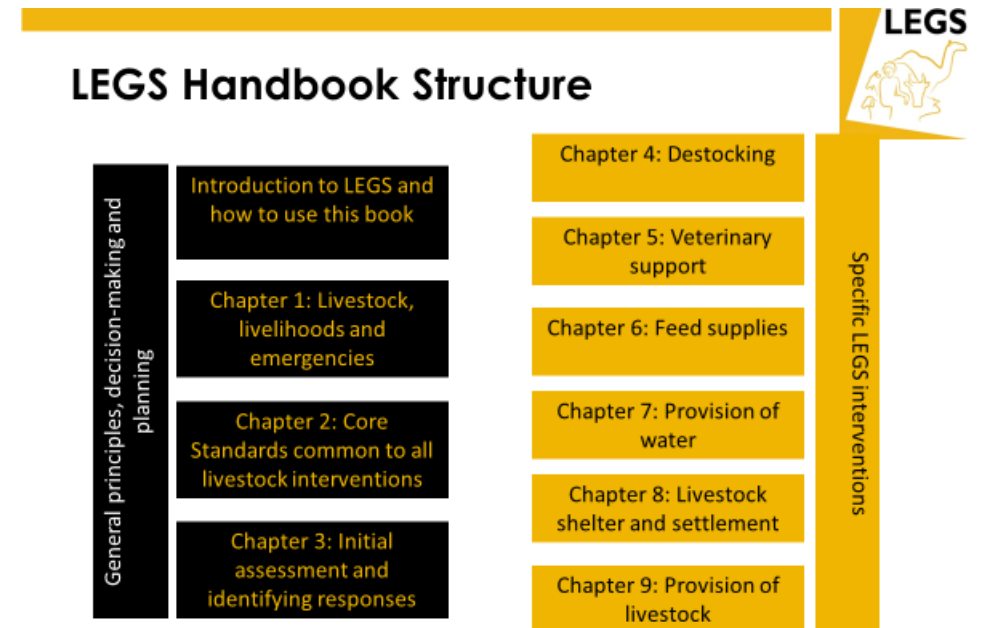 LEGS
LEGS Handbook Structure
General principles, decision-making and
planning
Introduction to LEGS and
how to use this book
Chapter 1: Livestock,
livelihoods and
emergencies
Chapter 2: Core
Standards common to all
livestock interventions
Chapter 3: Initial
assessment and
identifying responses
Chapter 4: Destocking
Chapter 5: Veterinary
support
Chapter 6: Feed supplies
Chapter 7: Provision of
water
Chapter 8: Livestock
shelter and settlement
Chapter 9: Provision of
livestock
Specific LEGS interventions